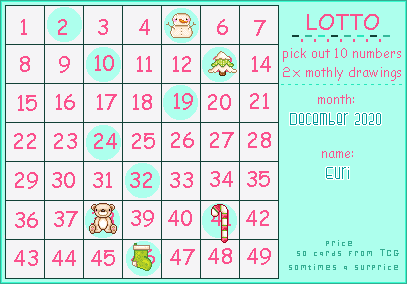 1 2 3 4 6 7
8 9 10 11 12 14
15 16 17 18 19 20 21
22 23 24 25 26 27 28
29 30 31 32 33 34 35
36 37 39 40 41 42
43 44 45 47 48 49
LOTTO
pick out 10 numbers
2x mothly drawings
month:
December 2020
name:
Euri
price
50 cards from TCG
somtimes a surprice